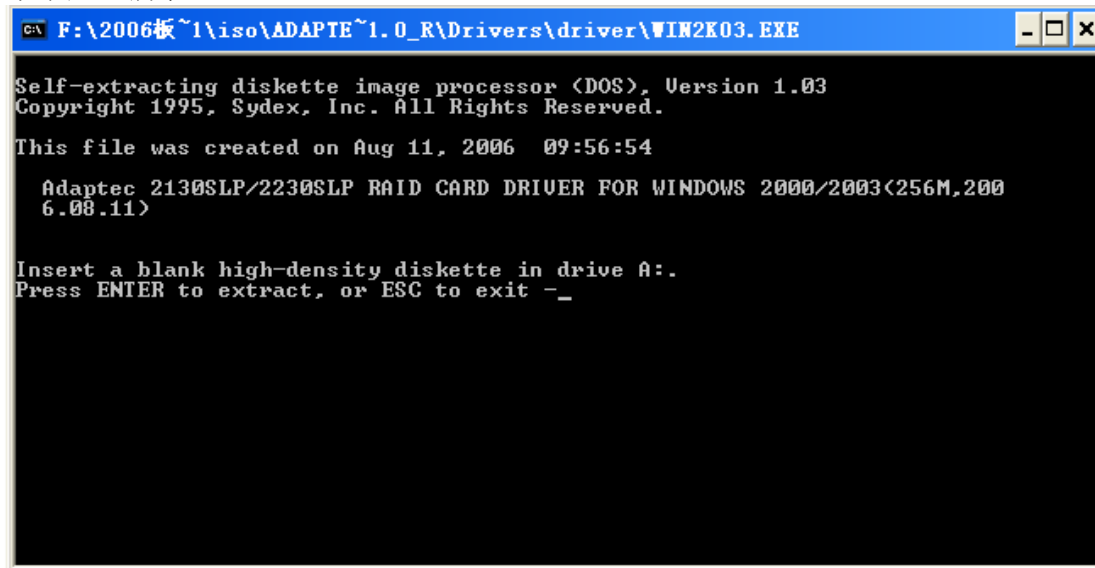 F:\2006板~1\iso\ADAPTE~1.0_R\Drivers\driver\WIN2K03.EXE
Self-extracting diskette image processor (DOS), Version 1.03
Copyright 1995, Sydex, Inc. All Rights Reserved.
This file was created on Aug 11, 2006  09:56:54
Adaptec 2130SLP/2230SLP RAID CARD DRIVER FOR WINDOWS 2000/2003(256M,200
6.08.11)
Insert a blank high-density diskette in drive A:.
Press ENTER to extract, or ESC to exit -_